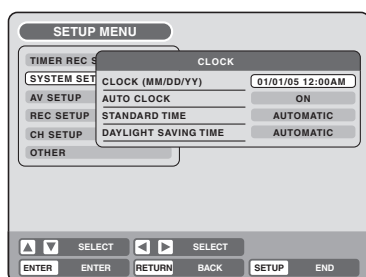 SETUP MENU
TIMER REC S
CLOCK
SYSTEM SET
CLOCK (MM/DD/YY) 01/01/05 12:00AM
AV SETUP
AUTO CLOCK ON
REC SETUP
STANDARD TIME AUTOMATIC
CH SETUP
DAYLIGHT SAVING TIME AUTOMATIC
OTHER
SELECT SELECT
ENTER ENTER RETURN BACK SETUP END